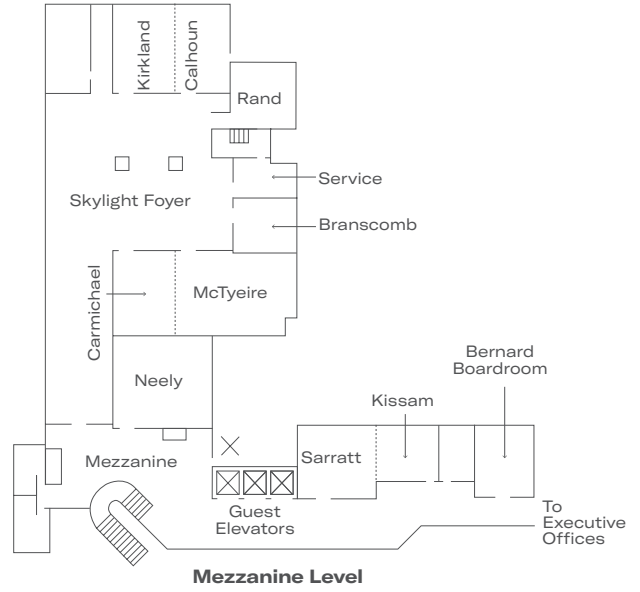 Kirkland
Calhoun
Rand
Service
Skylight Foyer
Branscomb
Carmichael
McTyeire
Neely
Bernard
Boardroom
Kissam
Mezzanine
Sarratt
Guest
Elevators
To
Executive
Offices
Mezzanine Level